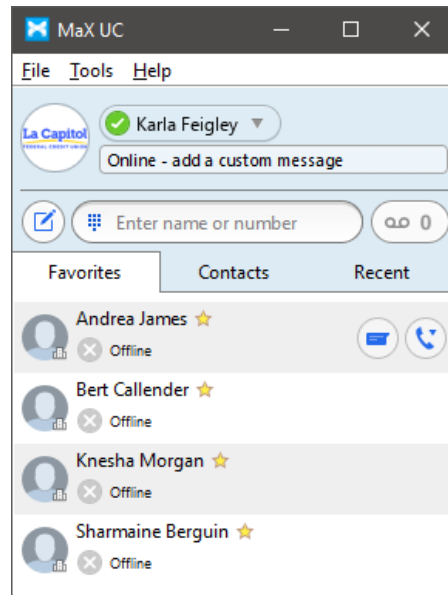 MaX UC
File Tools Help
La Capitol
FEDERAL CREDIT UNION
Karla Feigley
Online - add a custom message
Enter name or number
0
Favorites Contacts Recent
Andrea James
Offline
Bert Callender
Offline
Knesha Morgan
Offline
Sharmaine Berguin
Offline